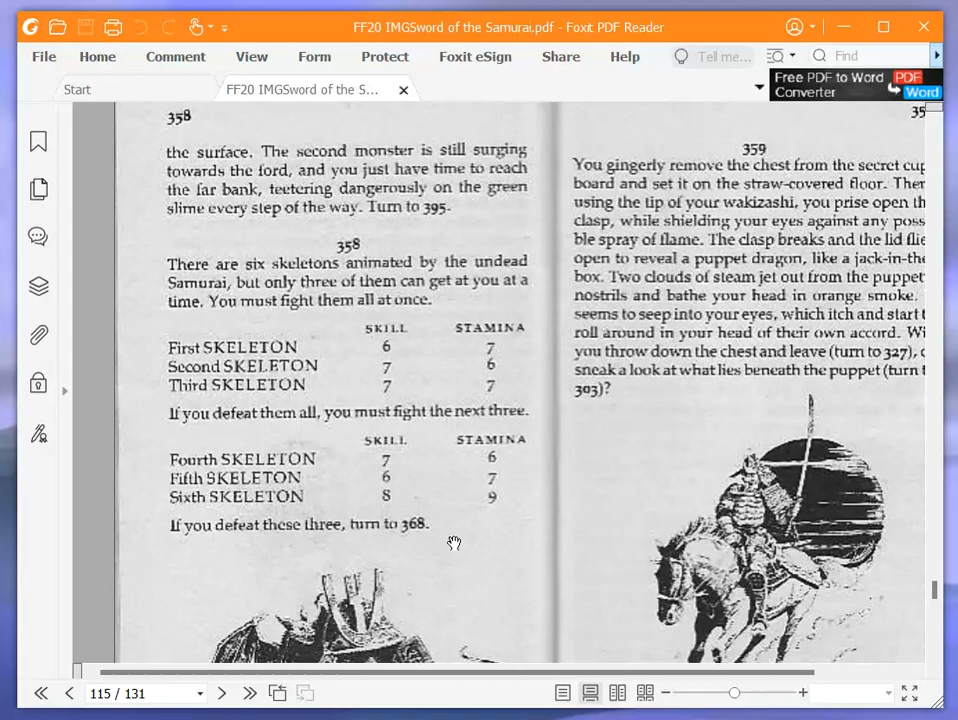 FF20 IMGSword of the Samurai.pdf - Foxit PDF Reader
File Home Comment View Form Protect Foxit eSign Share Help Tell me... Find
Start FF20 IMGSword of the S...
Free PDF to Word Converter PDF Word
358
the surface. The second monster is still surging
towards the ford, and you just have time to reach
the far bank, teetering dangerously on the green
slime every step of the way. Turn to 395.
358
There are six skeletons animated by the undead
Samurai, but only three of them can get at you at a
time. You must fight them all at once.
SKILL STAMINA
First SKELETON 6 7
Second SKELETON 7 6
Third SKELETON 7 7
If you defeat them all, you must fight the next three.
SKILL STAMINA
Fourth SKELETON 7 6
Fifth SKELETON 6 7
Sixth SKELETON 8 9
If you defeat these three, turn to 368.
35
359
You gingerly remove the chest from the secret cup
board and set it on the straw-covered floor. Ther
using the tip of your wakizashi, you prise open th
clasp, while shielding your eyes against any poss
ble spray of flame. The clasp breaks and the lid flie
open to reveal a puppet dragon, like a jack-in-the
box. Two clouds of steam jet out from the puppet
nostrils and bathe your head in orange smoke.
seems to seep into your eyes, which itch and start t
roll around in your head of their own accord. Wi
you throw down the chest and leave (turn to 327), o
sneak a look at what lies beneath the puppet (turn t
303)?
115 / 131